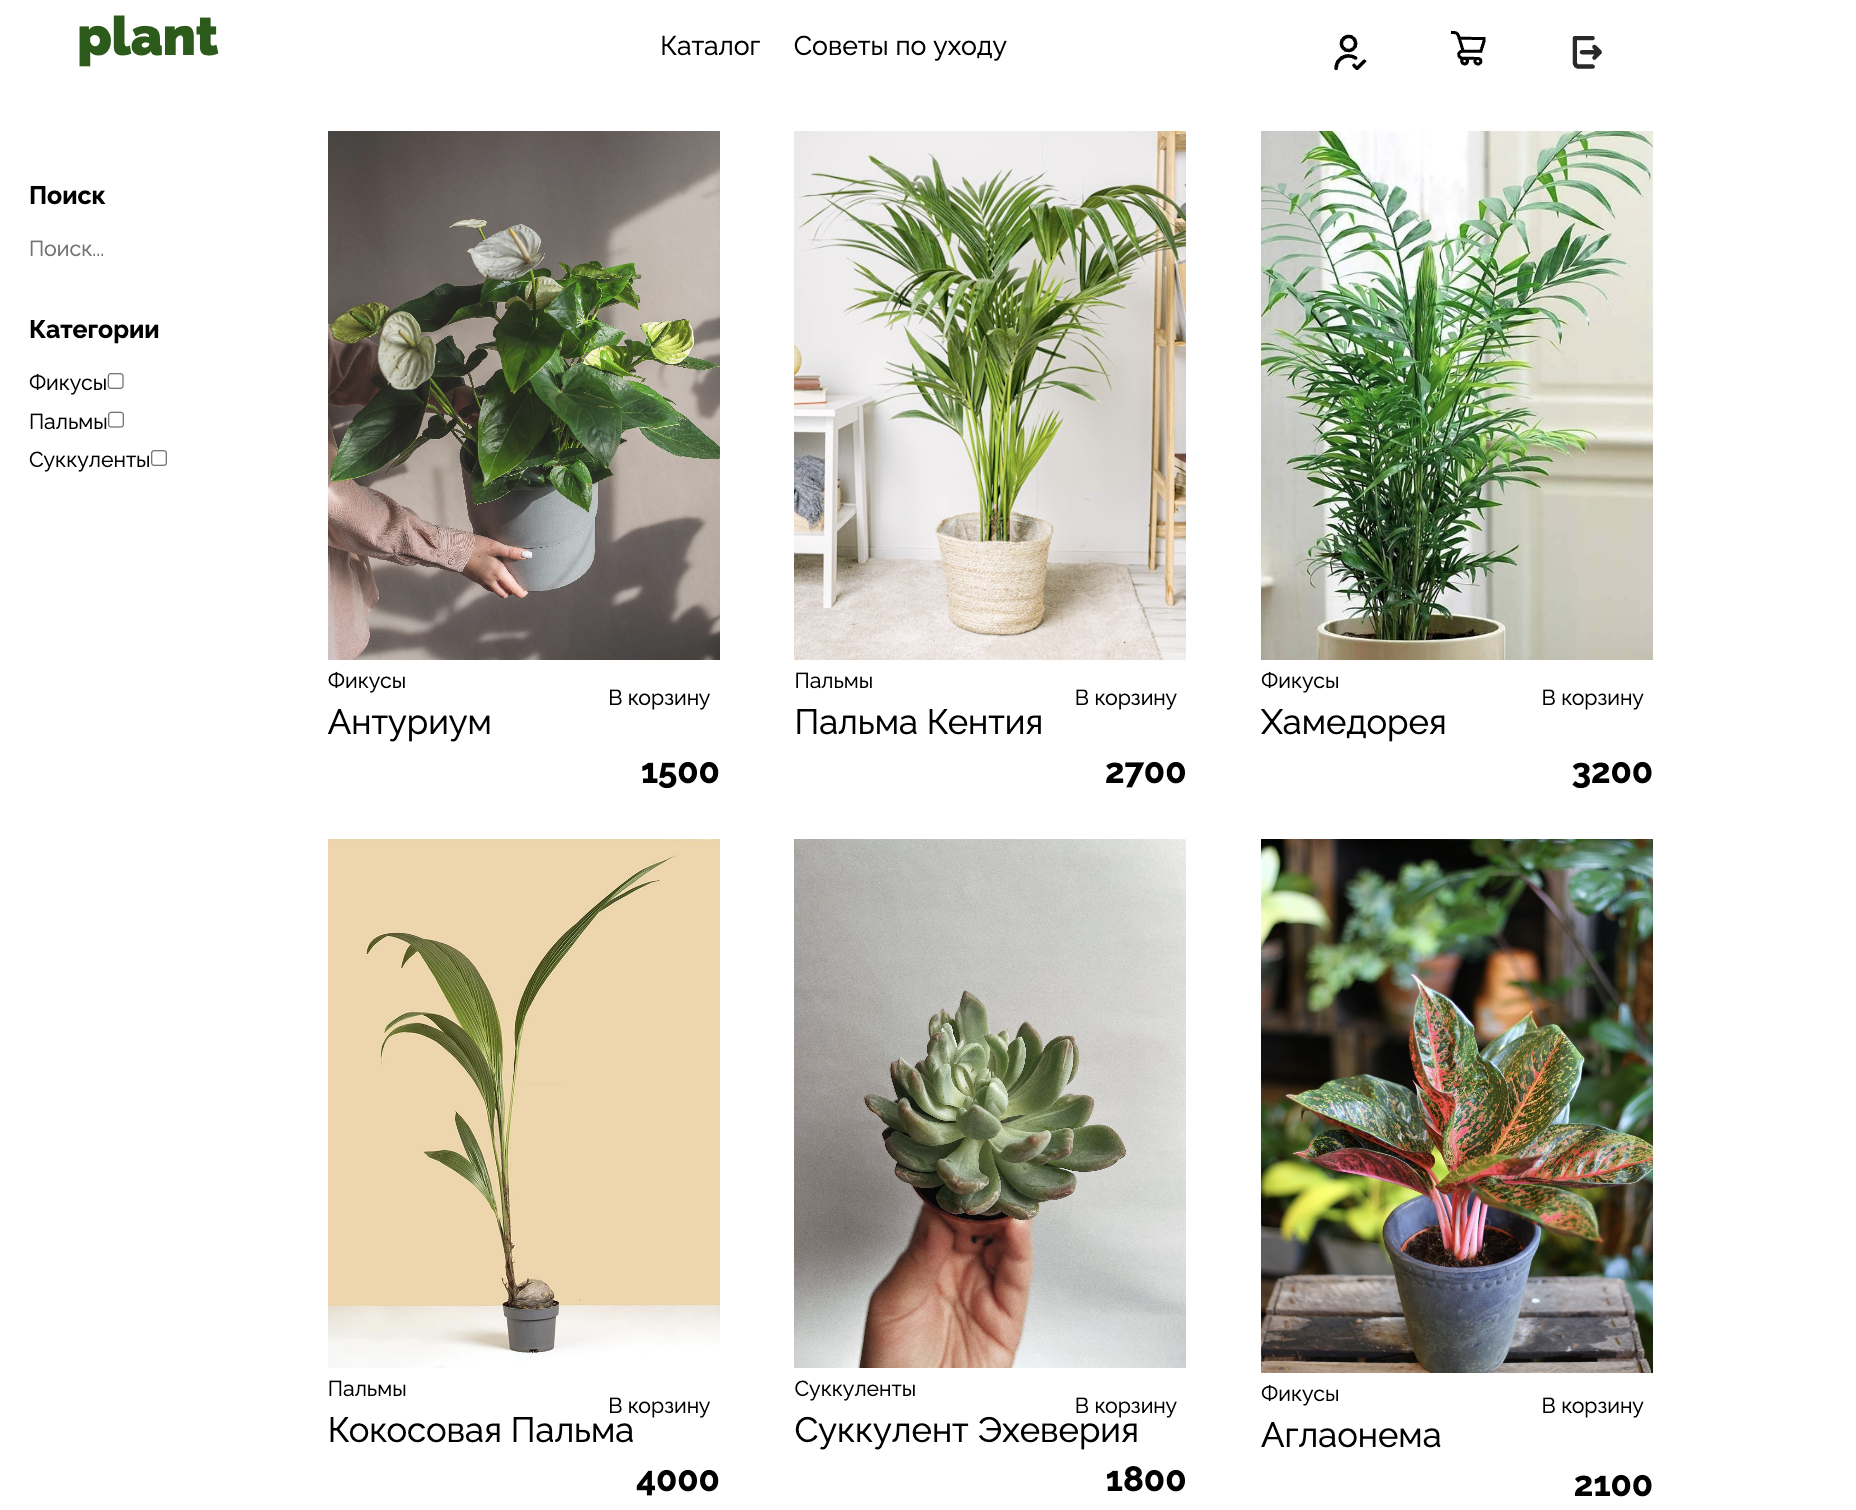 plant
Каталог Советы по уходу
Поиск
Поиск...
Категории
Фикусы
Пальмы
Суккуленты
Фикусы
В корзину
Антуриум
1500
Пальмы
В корзину
Пальма Кентия
2700
Фикусы
В корзину
Хамедорея
3200
Пальмы
В корзину
Кокосовая Пальма
4000
Суккуленты
В корзину
Суккулент Эхеверия
1800
Фикусы
В корзину
Аглаонема
2100